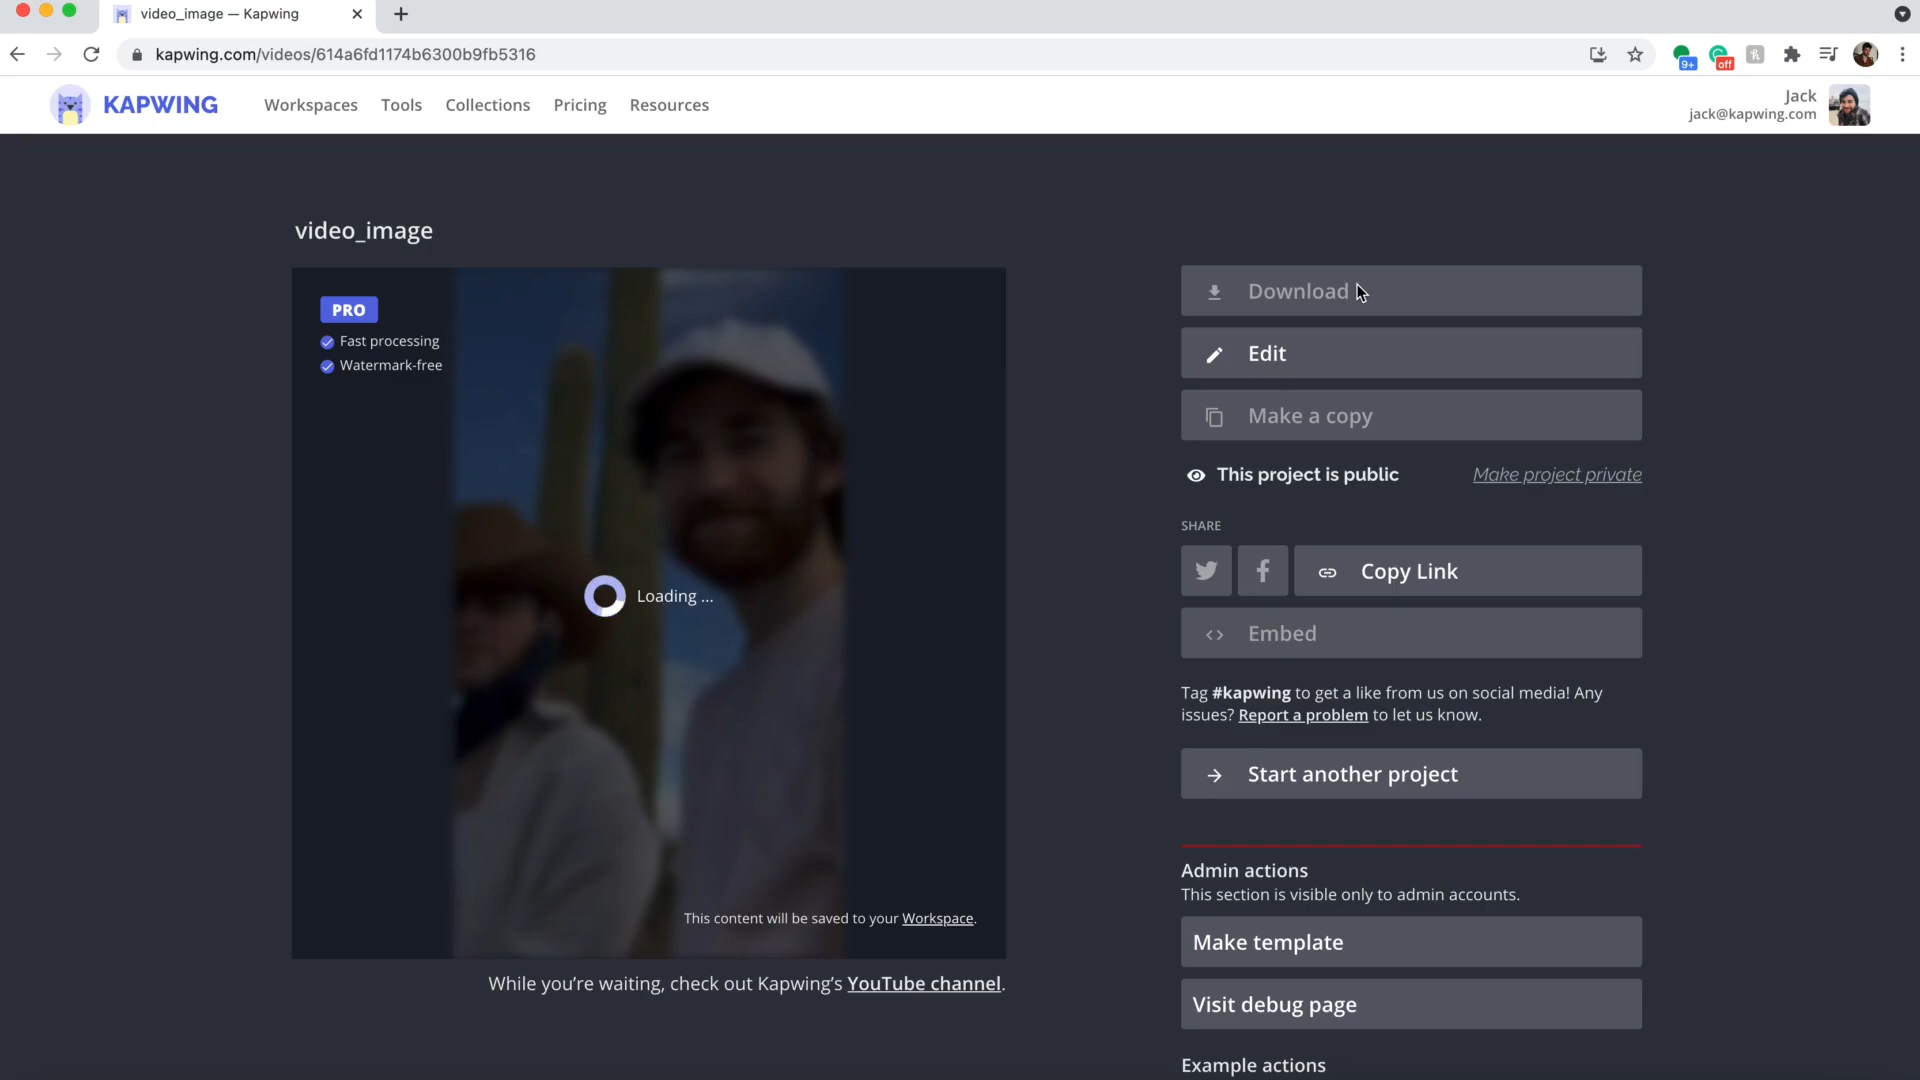 video_image — Kapwing
kapwing.com/videos/614a6fd1174b6300b9fb5316
9+
off
KAPWING
Workspaces
Tools
Collections
Pricing
Resources
Jack
jack@kapwing.com
video_image
PRO
Fast processing
Watermark-free
Loading ...
This content will be saved to your Workspace.
While you’re waiting, check out Kapwing’s YouTube channel.
Download
Edit
Make a copy
This project is public
Make project private
SHARE
Copy Link
Embed
Tag #kapwing to get a like from us on social media! Any
issues? Report a problem to let us know.
Start another project
Admin actions
This section is visible only to admin accounts.
Make template
Visit debug page
Example actions